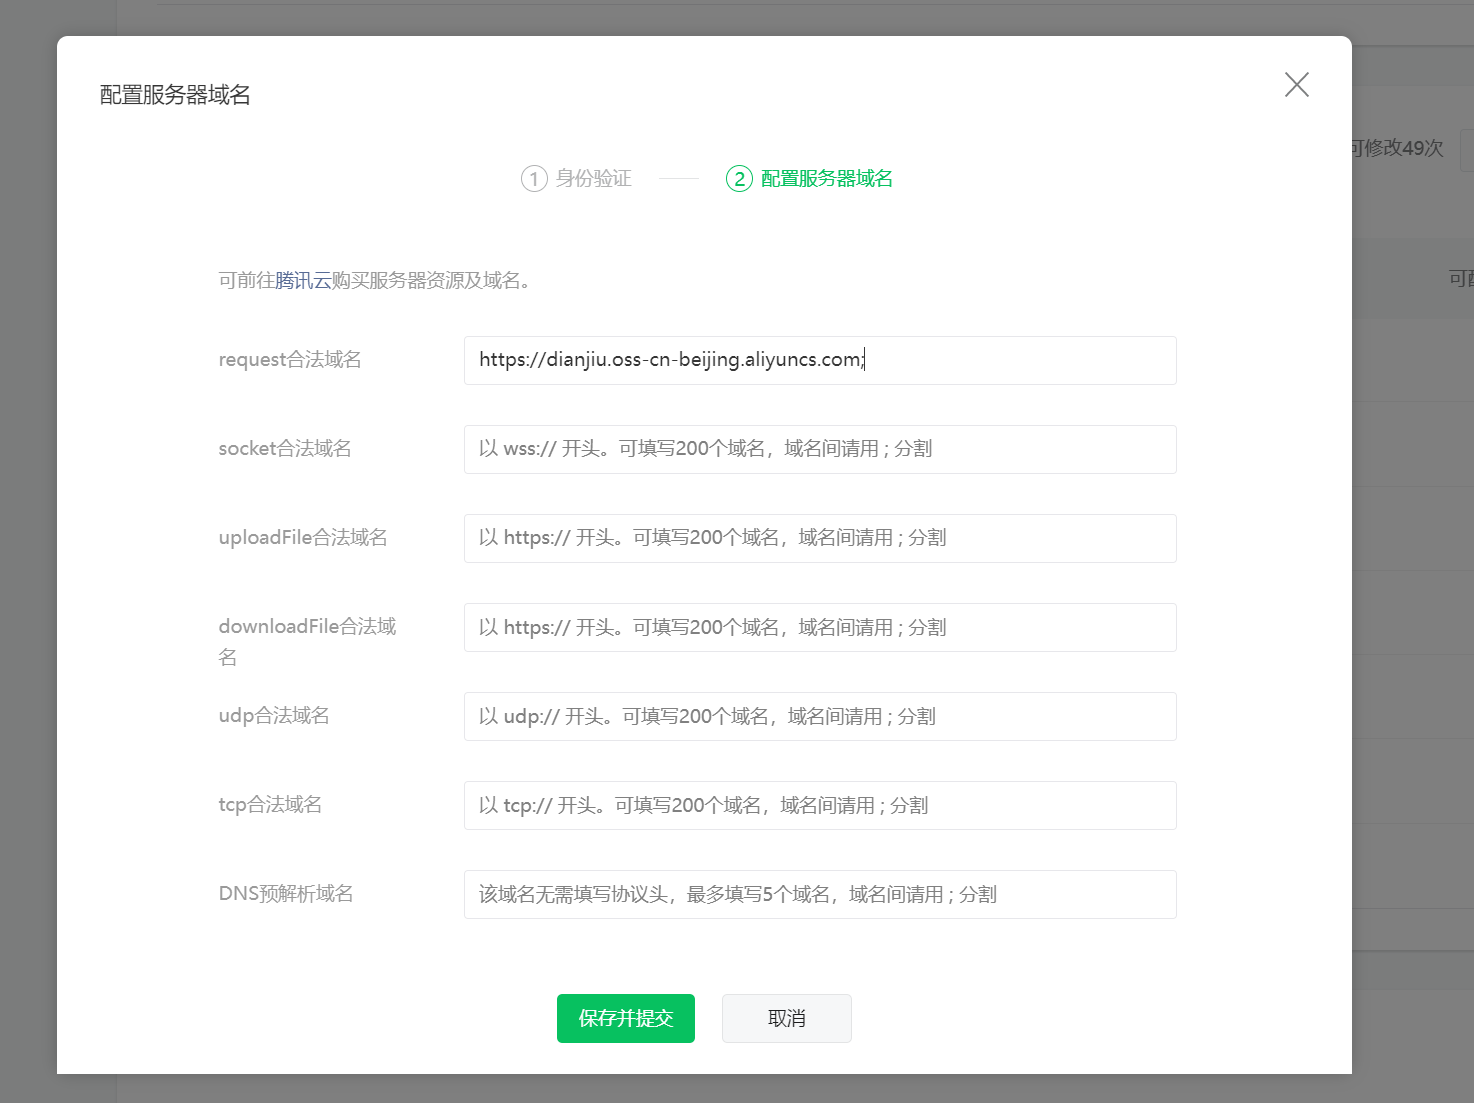 配置服务器域名
可修改49次
1 身份验证
2 配置服务器域名
可前往腾讯云购买服务器资源及域名。
request合法域名
https://dianjiu.oss-cn-beijing.aliyuncs.com;
socket合法域名
以 wss:// 开头。可填写200个域名，域名间请用 ; 分割
uploadFile合法域名
以 https:// 开头。可填写200个域名，域名间请用 ; 分割
downloadFile合法域
名
以 https:// 开头。可填写200个域名，域名间请用 ; 分割
udp合法域名
以 udp:// 开头。可填写200个域名，域名间请用 ; 分割
tcp合法域名
以 tcp:// 开头。可填写200个域名，域名间请用 ; 分割
DNS预解析域名
该域名无需填写协议头，最多填写5个域名，域名间请用 ; 分割
保存并提交
取消